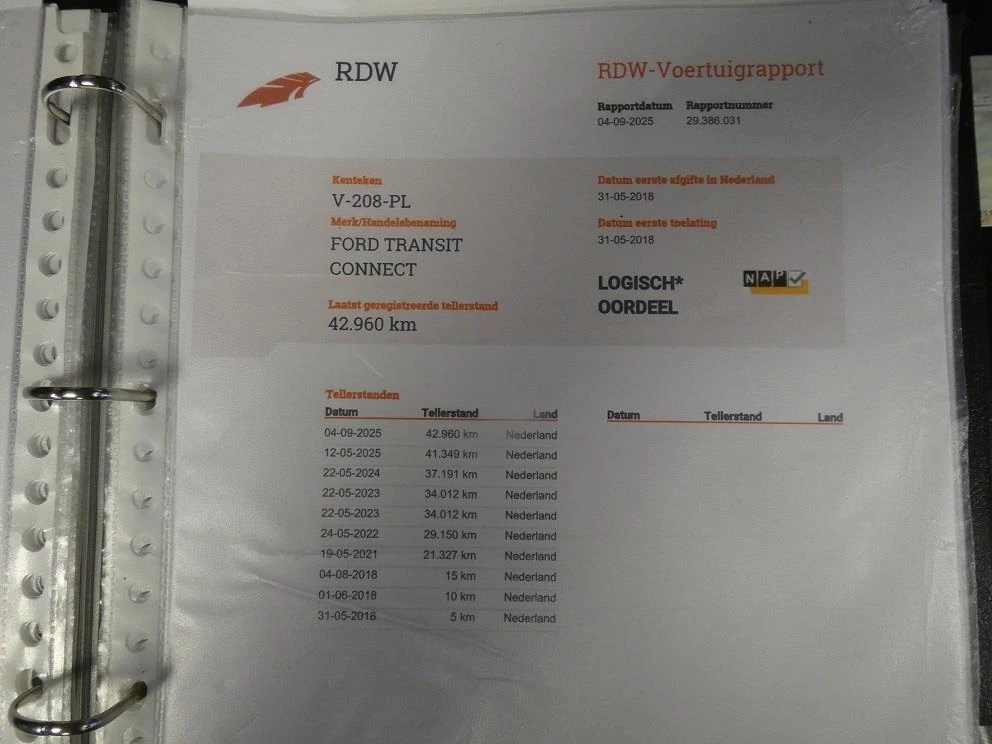 RDW
RDW-Voertuigrapport
Rapportdatum Rapportnummer
04-09-2025 29.386.031
Kenteken
V-208-PL
Merk/Handelsbenaming
FORD TRANSIT
CONNECT
Laatst geregistreerde tellerstand
42.960 km
Datum eerste afgifte in Nederland
31-05-2018
Datum eerste toelating
31-05-2018
LOGISCH*
OORDEEL
NAP
Tellerstanden
Datum Tellerstand Land
04-09-2025 42.960 km Nederland
12-05-2025 41.349 km Nederland
22-05-2024 37.191 km Nederland
22-05-2023 34.012 km Nederland
22-05-2023 34.012 km Nederland
24-05-2022 29.150 km Nederland
19-05-2021 21.327 km Nederland
04-08-2018 15 km Nederland
01-06-2018 10 km Nederland
31-05-2018 5 km Nederland
Datum Tellerstand Land